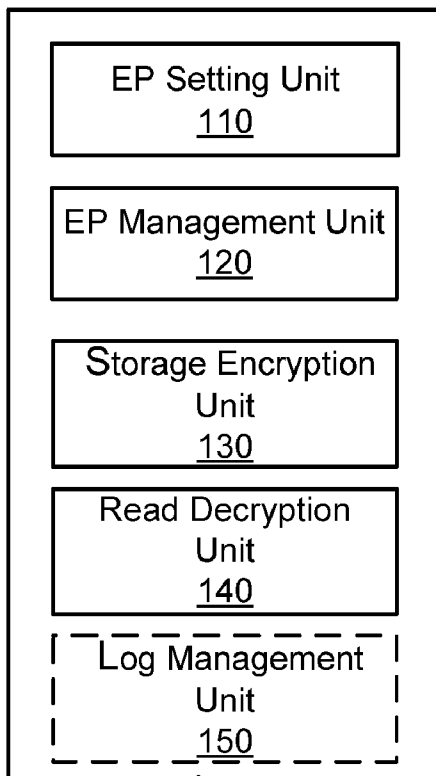 EP Setting Unit
110
EP Management Unit
120
Storage Encryption
Unit
130
Read Decryption
Unit
140
Log Management
Unit
150